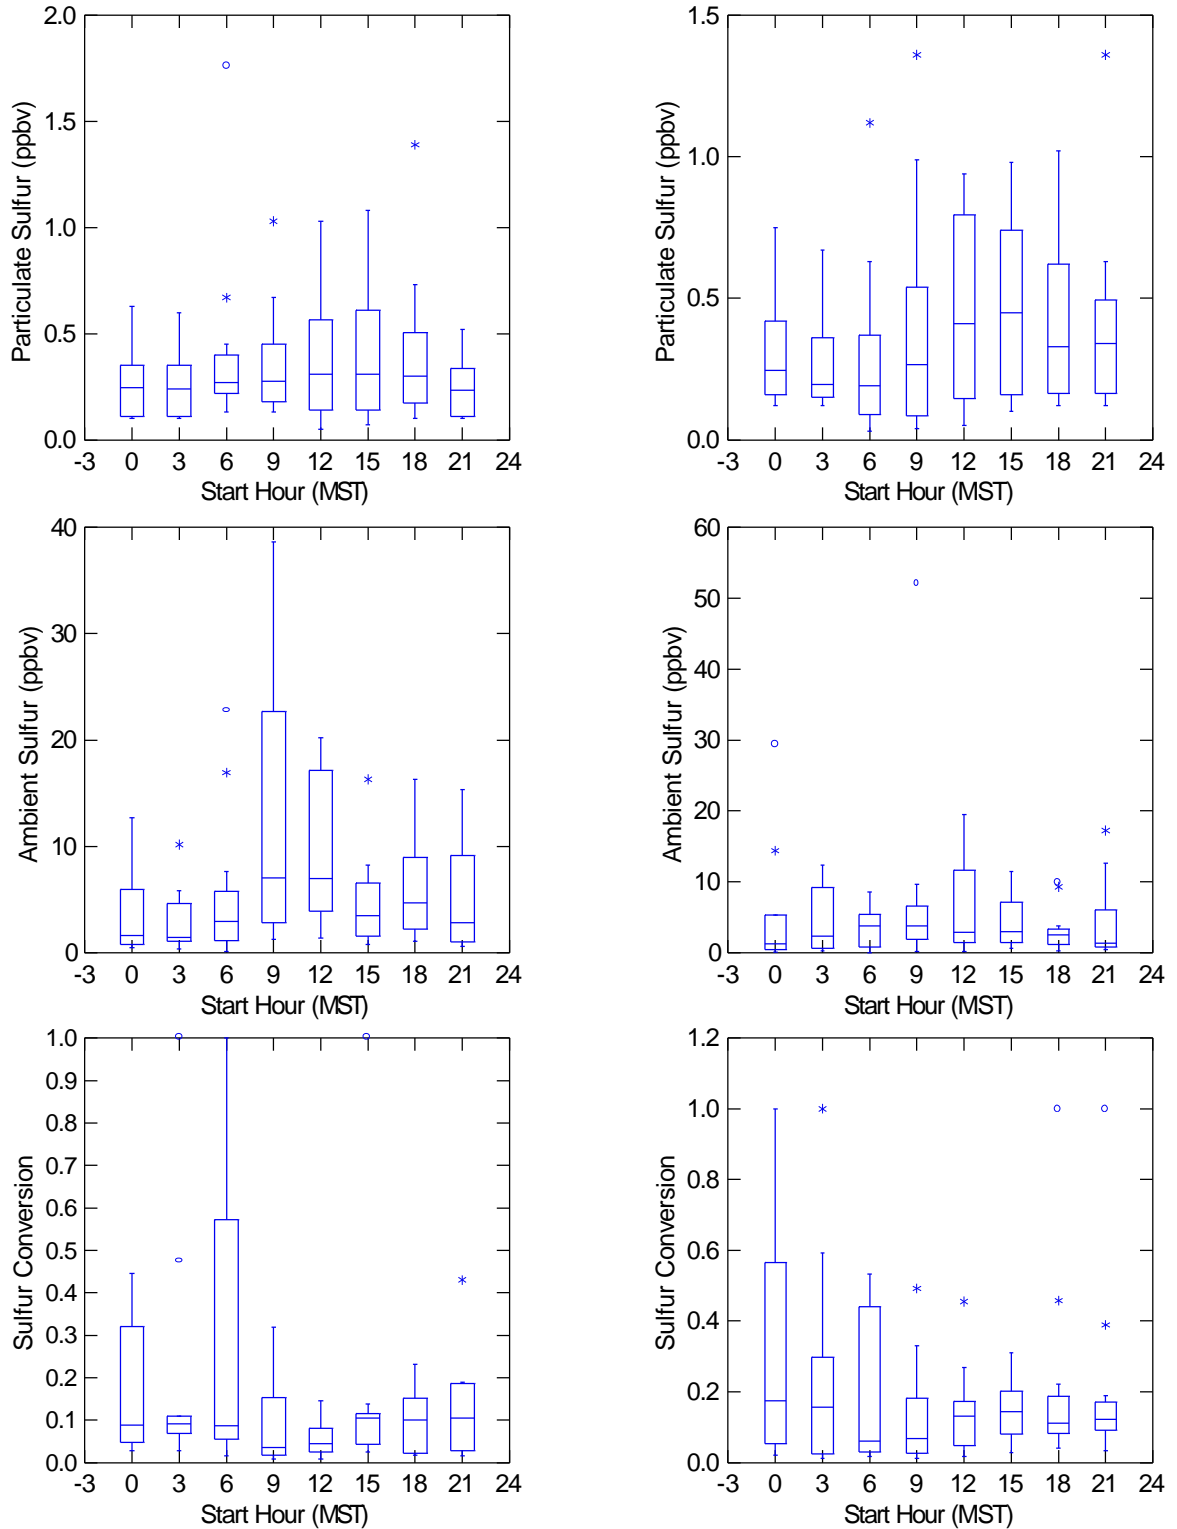 2.0
1.5
1.0
0.5
0.0
Particulate Sulfur (ppbv)
-3 0 3 6 9 12 15 18 21 24
Start Hour (MST)
1.5
1.0
0.5
0.0
Particulate Sulfur (ppbv)
-3 0 3 6 9 12 15 18 21 24
Start Hour (MST)
40
30
20
10
0
Ambient Sulfur (ppbv)
-3 0 3 6 9 12 15 18 21 24
Start Hour (MST)
60
50
40
30
20
10
0
Ambient Sulfur (ppbv)
-3 0 3 6 9 12 15 18 21 24
Start Hour (MST)
1.0
0.9
0.8
0.7
0.6
0.5
0.4
0.3
0.2
0.1
0.0
Sulfur Conversion
-3 0 3 6 9 12 15 18 21 24
Start Hour (MST)
1.2
1.0
0.8
0.6
0.4
0.2
0.0
Sulfur Conversion
-3 0 3 6 9 12 15 18 21 24
Start Hour (MST)